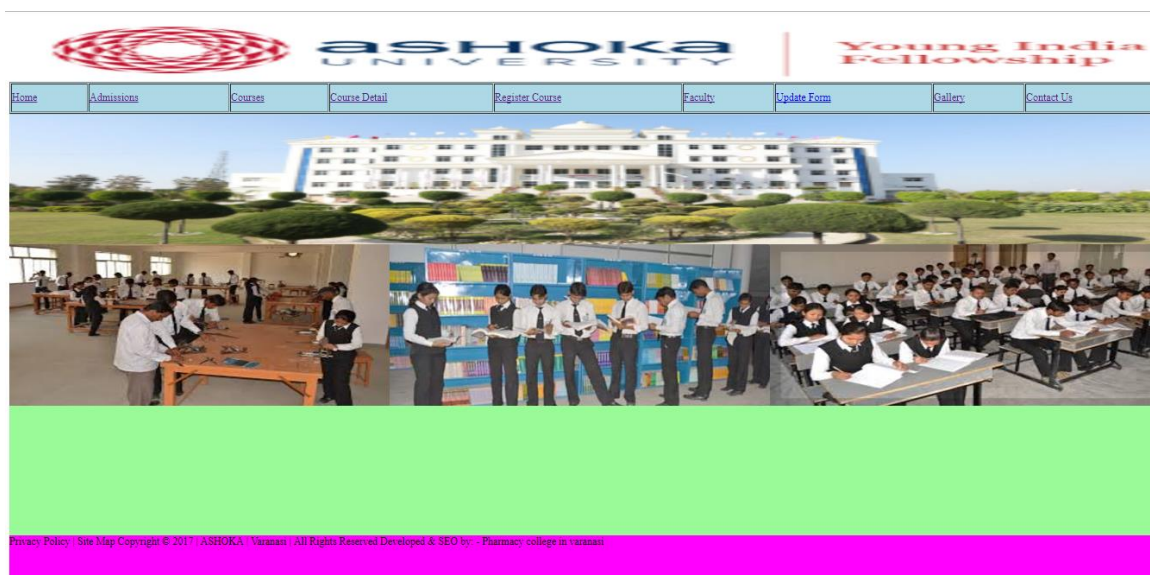 ASHOKA UNIVERSITY Young India Fellowship
Home Admissions Courses Course Detail Register Course Faculty Update Form Gallery Contact Us
Privacy Policy | Site Map Copyright © 2017 | ASHOKA | Varanasi | All Rights Reserved Developed & SEO by: - Pharmacy college in varanasi